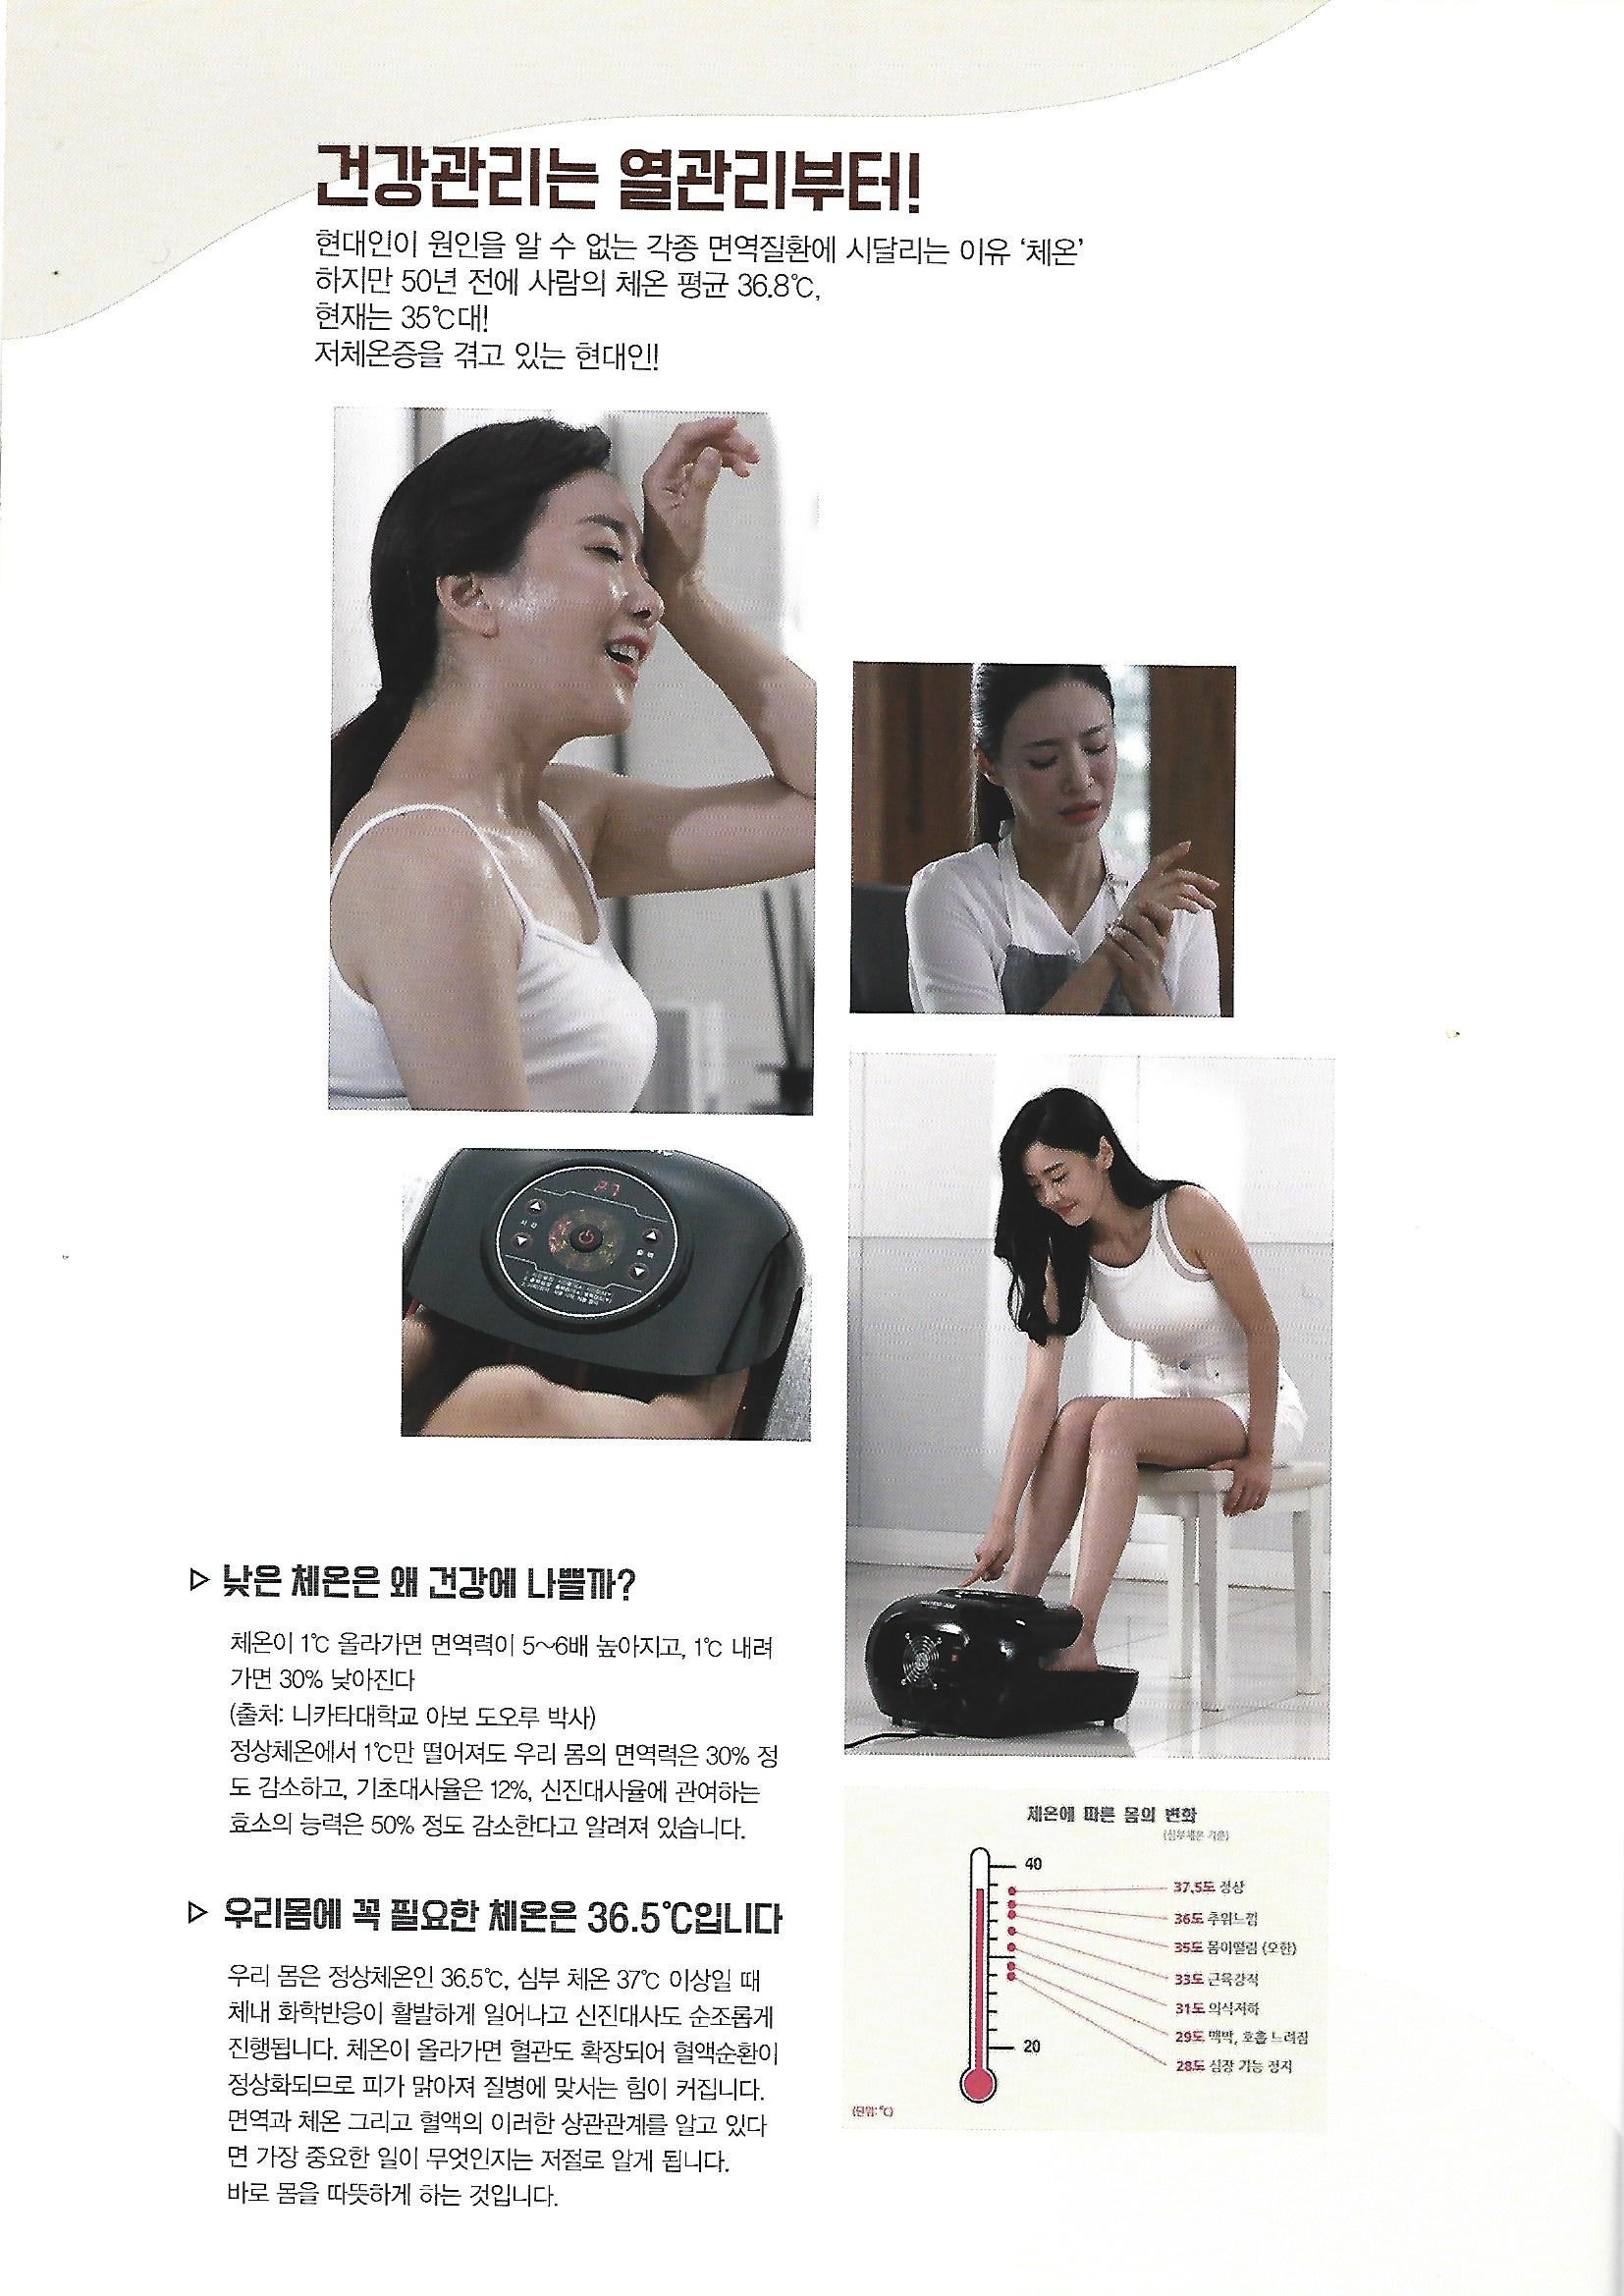 건강관리는 열관리부터!
현대인이 원인을 알 수 없는 각종 면역질환에 시달리는 이유 ‘체온’
하지만 50년 전에 사람의 체온 평균 36.8℃,
현재는 35℃대!
저체온증을 겪고 있는 현대인!
▷ 낮은 체온은 왜 건강에 나쁠까?
체온이 1℃ 올라가면 면역력이 5~6배 높아지고, 1℃ 내려
가면 30% 낮아진다
(출처: 니카타대학교 아보 도오루 박사)
정상체온에서 1℃만 떨어져도 우리 몸의 면역력은 30% 정
도 감소하고, 기초대사율은 12%, 신진대사율에 관여하는
효소의 능력은 50% 정도 감소한다고 알려져 있습니다.
▷ 우리몸에 꼭 필요한 체온은 36.5℃입니다
우리 몸은 정상체온인 36.5℃, 심부 체온 37℃ 이상일 때
체내 화학반응이 활발하게 일어나고 신진대사도 순조롭게
진행됩니다. 체온이 올라가면 혈관도 확장되어 혈액순환이
정상화되므로 피가 맑아져 질병에 맞서는 힘이 커집니다.
면역과 체온 그리고 혈액의 이러한 상관관계를 알고 있다
면 가장 중요한 일이 무엇인지는 저절로 알게 됩니다.
바로 몸을 따뜻하게 하는 것입니다.
체온에 따른 몸의 변화
(심부체온 기준)
40
37.5도 정상
36도 추위느낌
35도 몸이떨림 (오한)
33도 근육강직
31도 의식저하
29도 맥박, 호흡 느려짐
20
28도 심장 기능 정지
(단위: ℃)